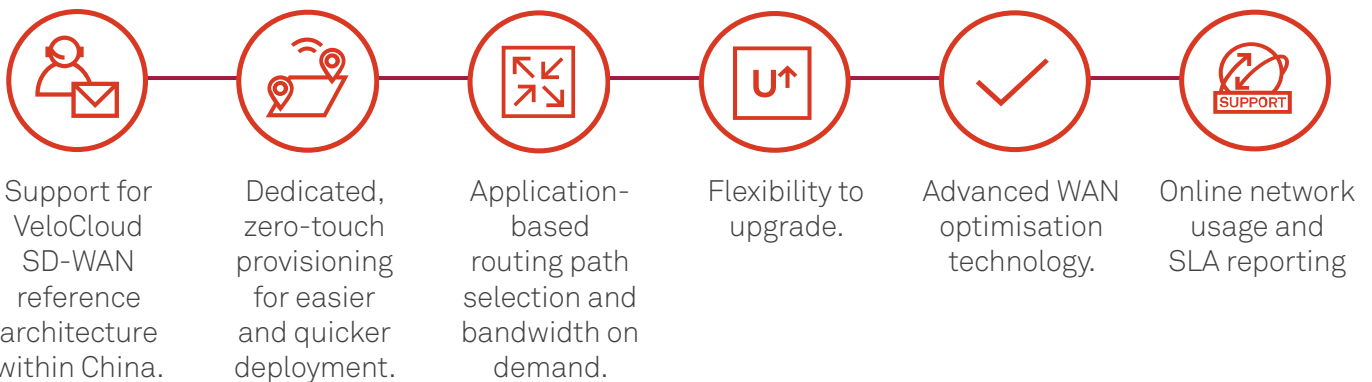 U↑
SUPPORT
Support for
VeloCloud
SD-WAN
reference
architecture
within China.
Dedicated,
zero-touch
provisioning
for easier
and quicker
deployment.
Application-
based
routing path
selection and
bandwidth on
demand.
Flexibility to
upgrade.
Advanced WAN
optimisation
technology.
Online network
usage and
SLA reporting